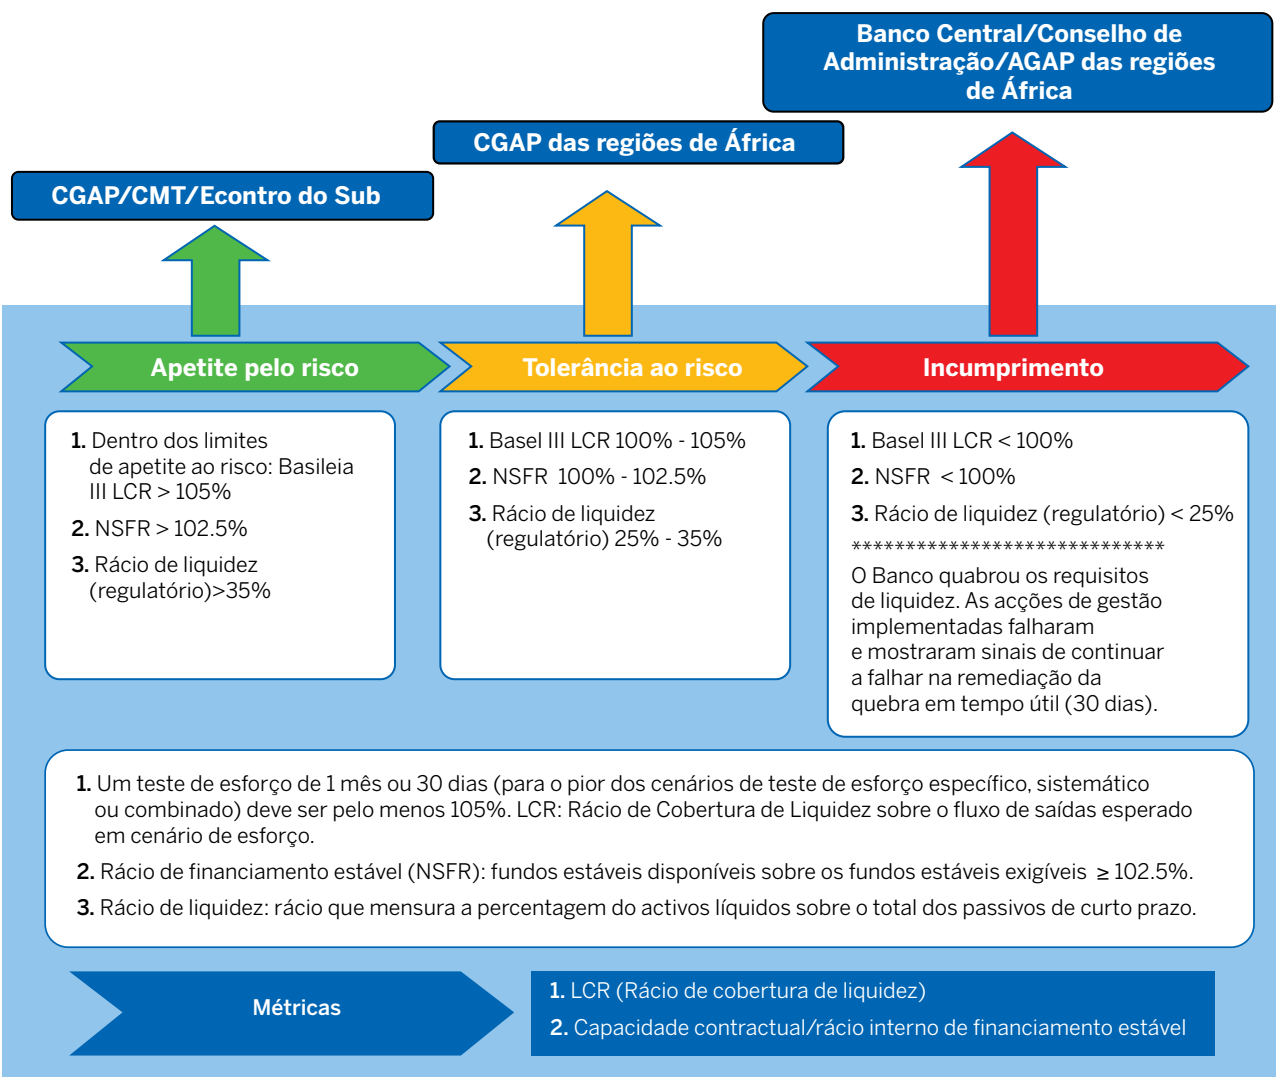 Banco Central/Conselho de
Administração/AGAP das regiões
de África
CGAP das regiões de África
CGAP/CMT/Econtro do Sub
Apetite pelo risco
Tolerância ao risco
Incumprimento
1. Dentro dos limites
de apetite ao risco: Basileia
III LCR > 105%
2. NSFR > 102.5%
3. Rácio de liquidez
(regulatório)>35%
1. Basel III LCR 100% - 105%
2. NSFR 100% - 102.5%
3. Rácio de liquidez
(regulatório) 25% - 35%
1. Basel III LCR < 100%
2. NSFR < 100%
3. Rácio de liquidez (regulatório) < 25%
*****************************
O Banco quabrou os requisitos
de liquidez. As acções de gestão
implementadas falharam
e mostraram sinais de continuar
a falhar na remediação da
quebra em tempo útil (30 dias).
1. Um teste de esforço de 1 mês ou 30 dias (para o pior dos cenários de teste de esforço específico, sistemático
ou combinado) deve ser pelo menos 105%. LCR: Rácio de Cobertura de Liquidez sobre o fluxo de saídas esperado
em cenário de esforço.
2. Rácio de financiamento estável (NSFR): fundos estáveis disponíveis sobre os fundos estáveis exigíveis ≥ 102.5%.
3. Rácio de liquidez: rácio que mensura a percentagem do activos líquidos sobre o total dos passivos de curto prazo.
Métricas
1. LCR (Rácio de cobertura de liquidez)
2. Capacidade contractual/rácio interno de financiamento estável